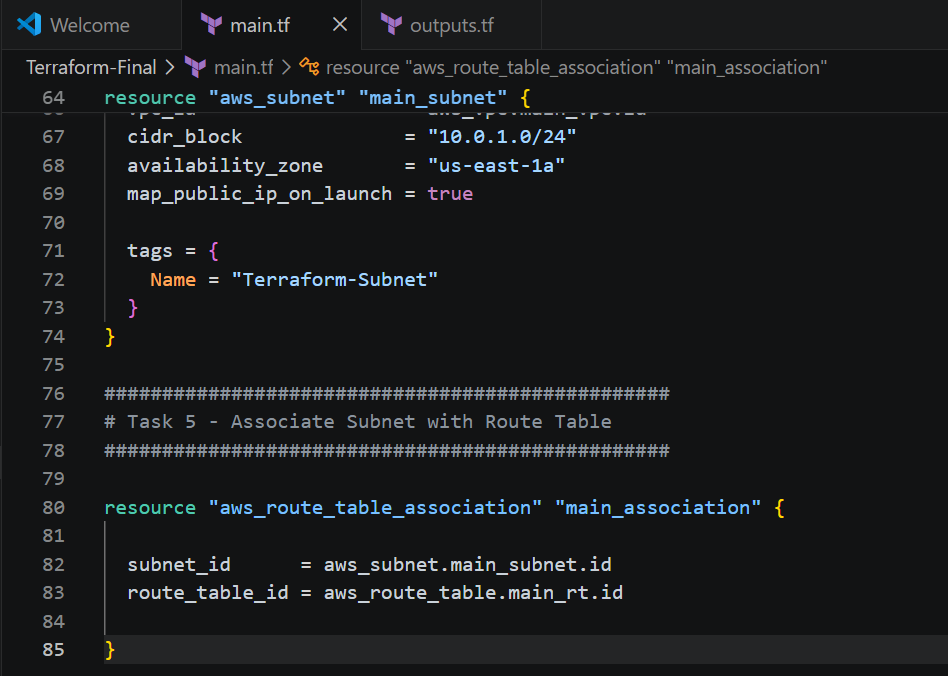 Welcome
main.tf
outputs.tf
Terraform-Final > main.tf > resource "aws_route_table_association" "main_association"
64 resource "aws_subnet" "main_subnet" {
67 cidr_block = "10.0.1.0/24"
68 availability_zone = "us-east-1a"
69 map_public_ip_on_launch = true
70
71 tags = {
72 Name = "Terraform-Subnet"
73 }
74 }
75
76 #################################################
77 # Task 5 - Associate Subnet with Route Table
78 #################################################
79
80 resource "aws_route_table_association" "main_association" {
81
82 subnet_id = aws_subnet.main_subnet.id
83 route_table_id = aws_route_table.main_rt.id
84
85 }